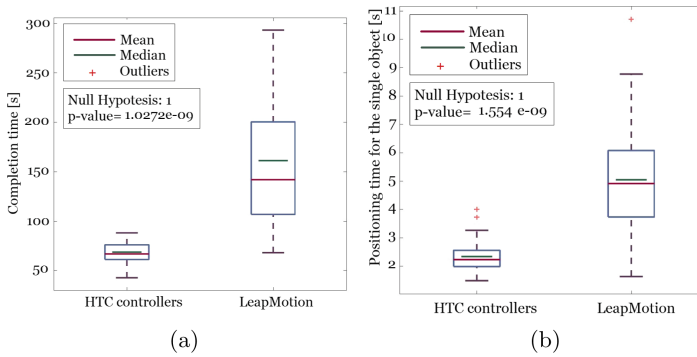 300
250
200
150
100
50
Completion time [s]
Mean
Median
Outliers
Null Hypotesis: 1
p-value= 1.0272e-09
HTC controllers
LeapMotion
(a)
11
10
9
8
7
6
5
4
3
2
Positioning time for the single object [s]
Mean
Median
Outliers
Null Hypotesis: 1
p-value= 1.554 e-09
HTC controllers
LeapMotion
(b)